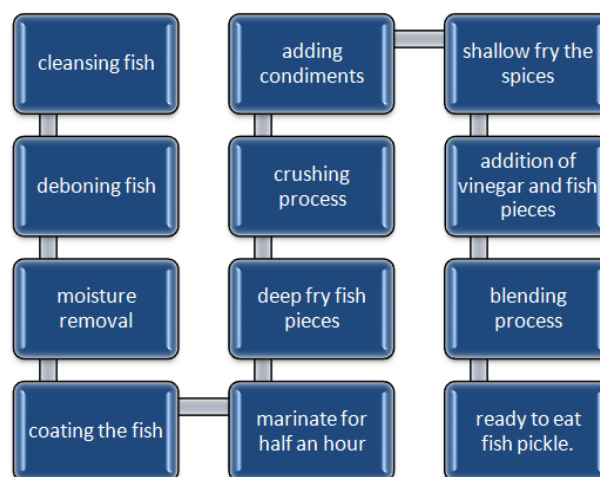 cleansing fish
deboning fish
moisture
removal
coating the fish
marinate for
half an hour
deep fry fish
pieces
crushing
process
adding
condiments
shallow fry the
spices
addition of
vinegar and fish
pieces
blending
process
ready to eat
fish pickle.